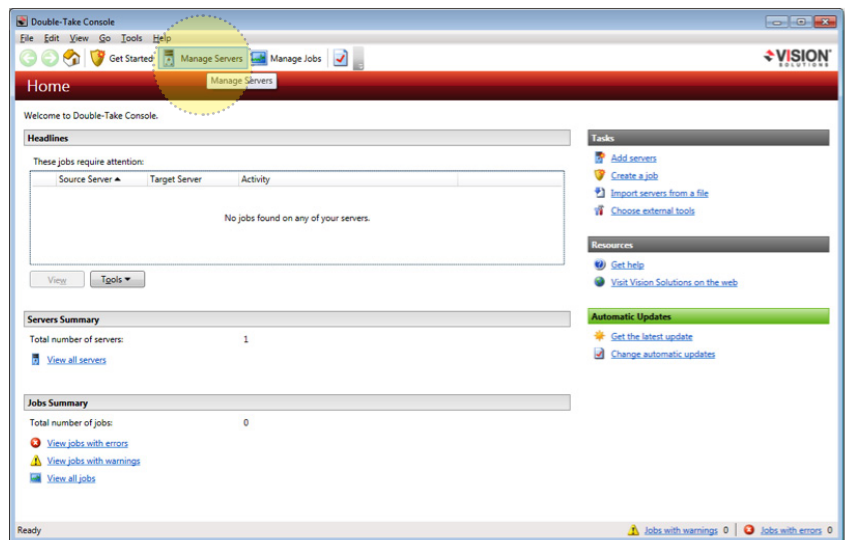 Double-Take Console
File Edit View Go Tools Help
Get Started Manage Servers Manage Jobs
VISION
SOLUTIONS
Manage Servers
Home
Welcome to Double-Take Console.
Headlines
These jobs require attention:
Source Server Target Server Activity
No jobs found on any of your servers.
View Tools
Servers Summary
Total number of servers: 1
View all servers
Jobs Summary
Total number of jobs: 0
View jobs with errors
View jobs with warnings
View all jobs
Tasks
Add servers
Create a job
Import servers from a file
Choose external tools
Resources
Get help
Visit Vision Solutions on the web
Automatic Updates
Get the latest update
Change automatic updates
Ready
Jobs with warnings 0 Jobs with errors 0